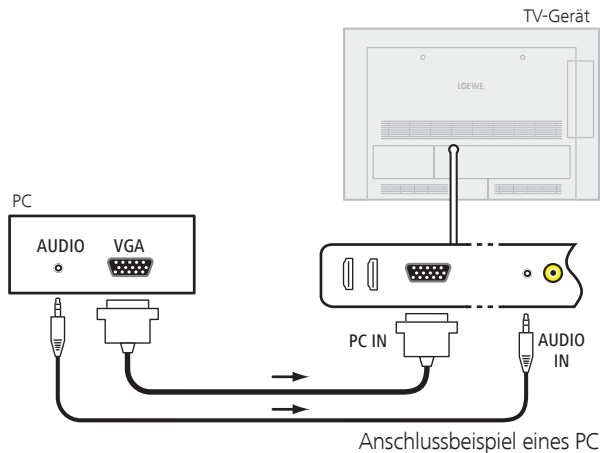 TV-Gerät
LOEWE.
PC
AUDIO VGA
PC IN
AUDIO
IN
Anschlussbeispiel eines PC